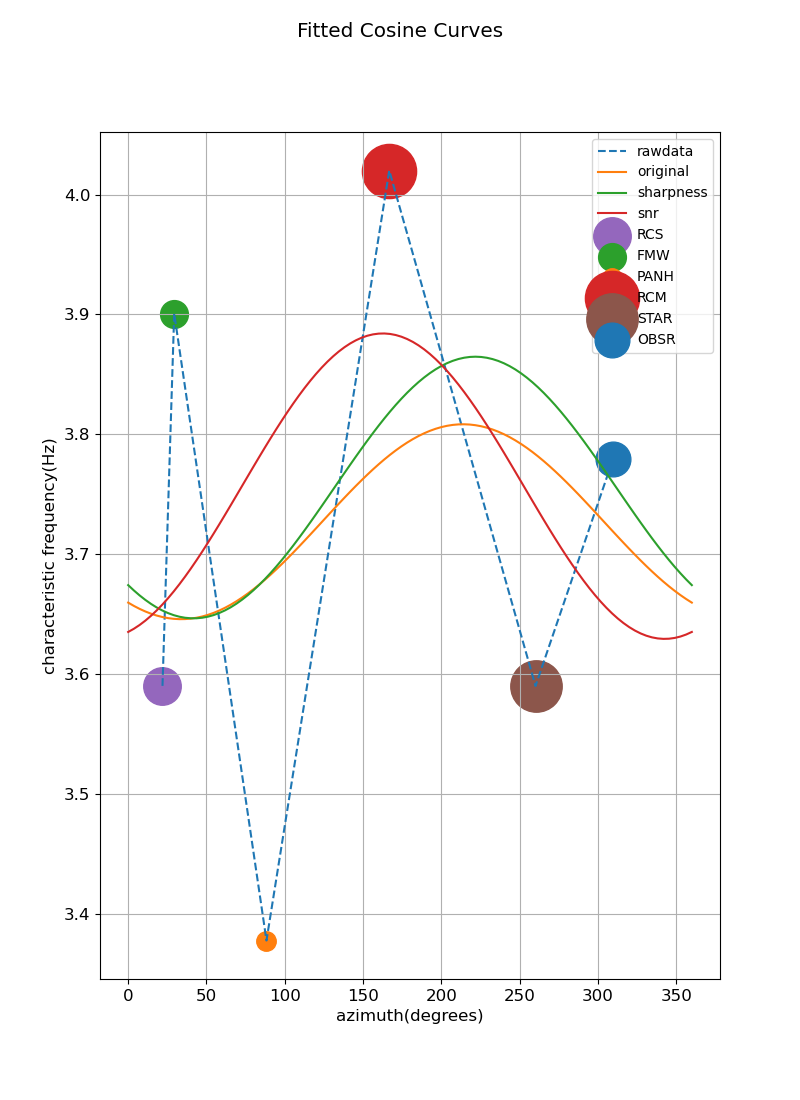 Fitted Cosine Curves
rawdata
original
sharpness
snr
RCS
FMW
PANH
RCM
STAR
OBSR
characteristic frequency(Hz)
4.0
3.9
3.8
3.7
3.6
3.5
3.4
0 50 100 150 200 250 300 350
azimuth(degrees)